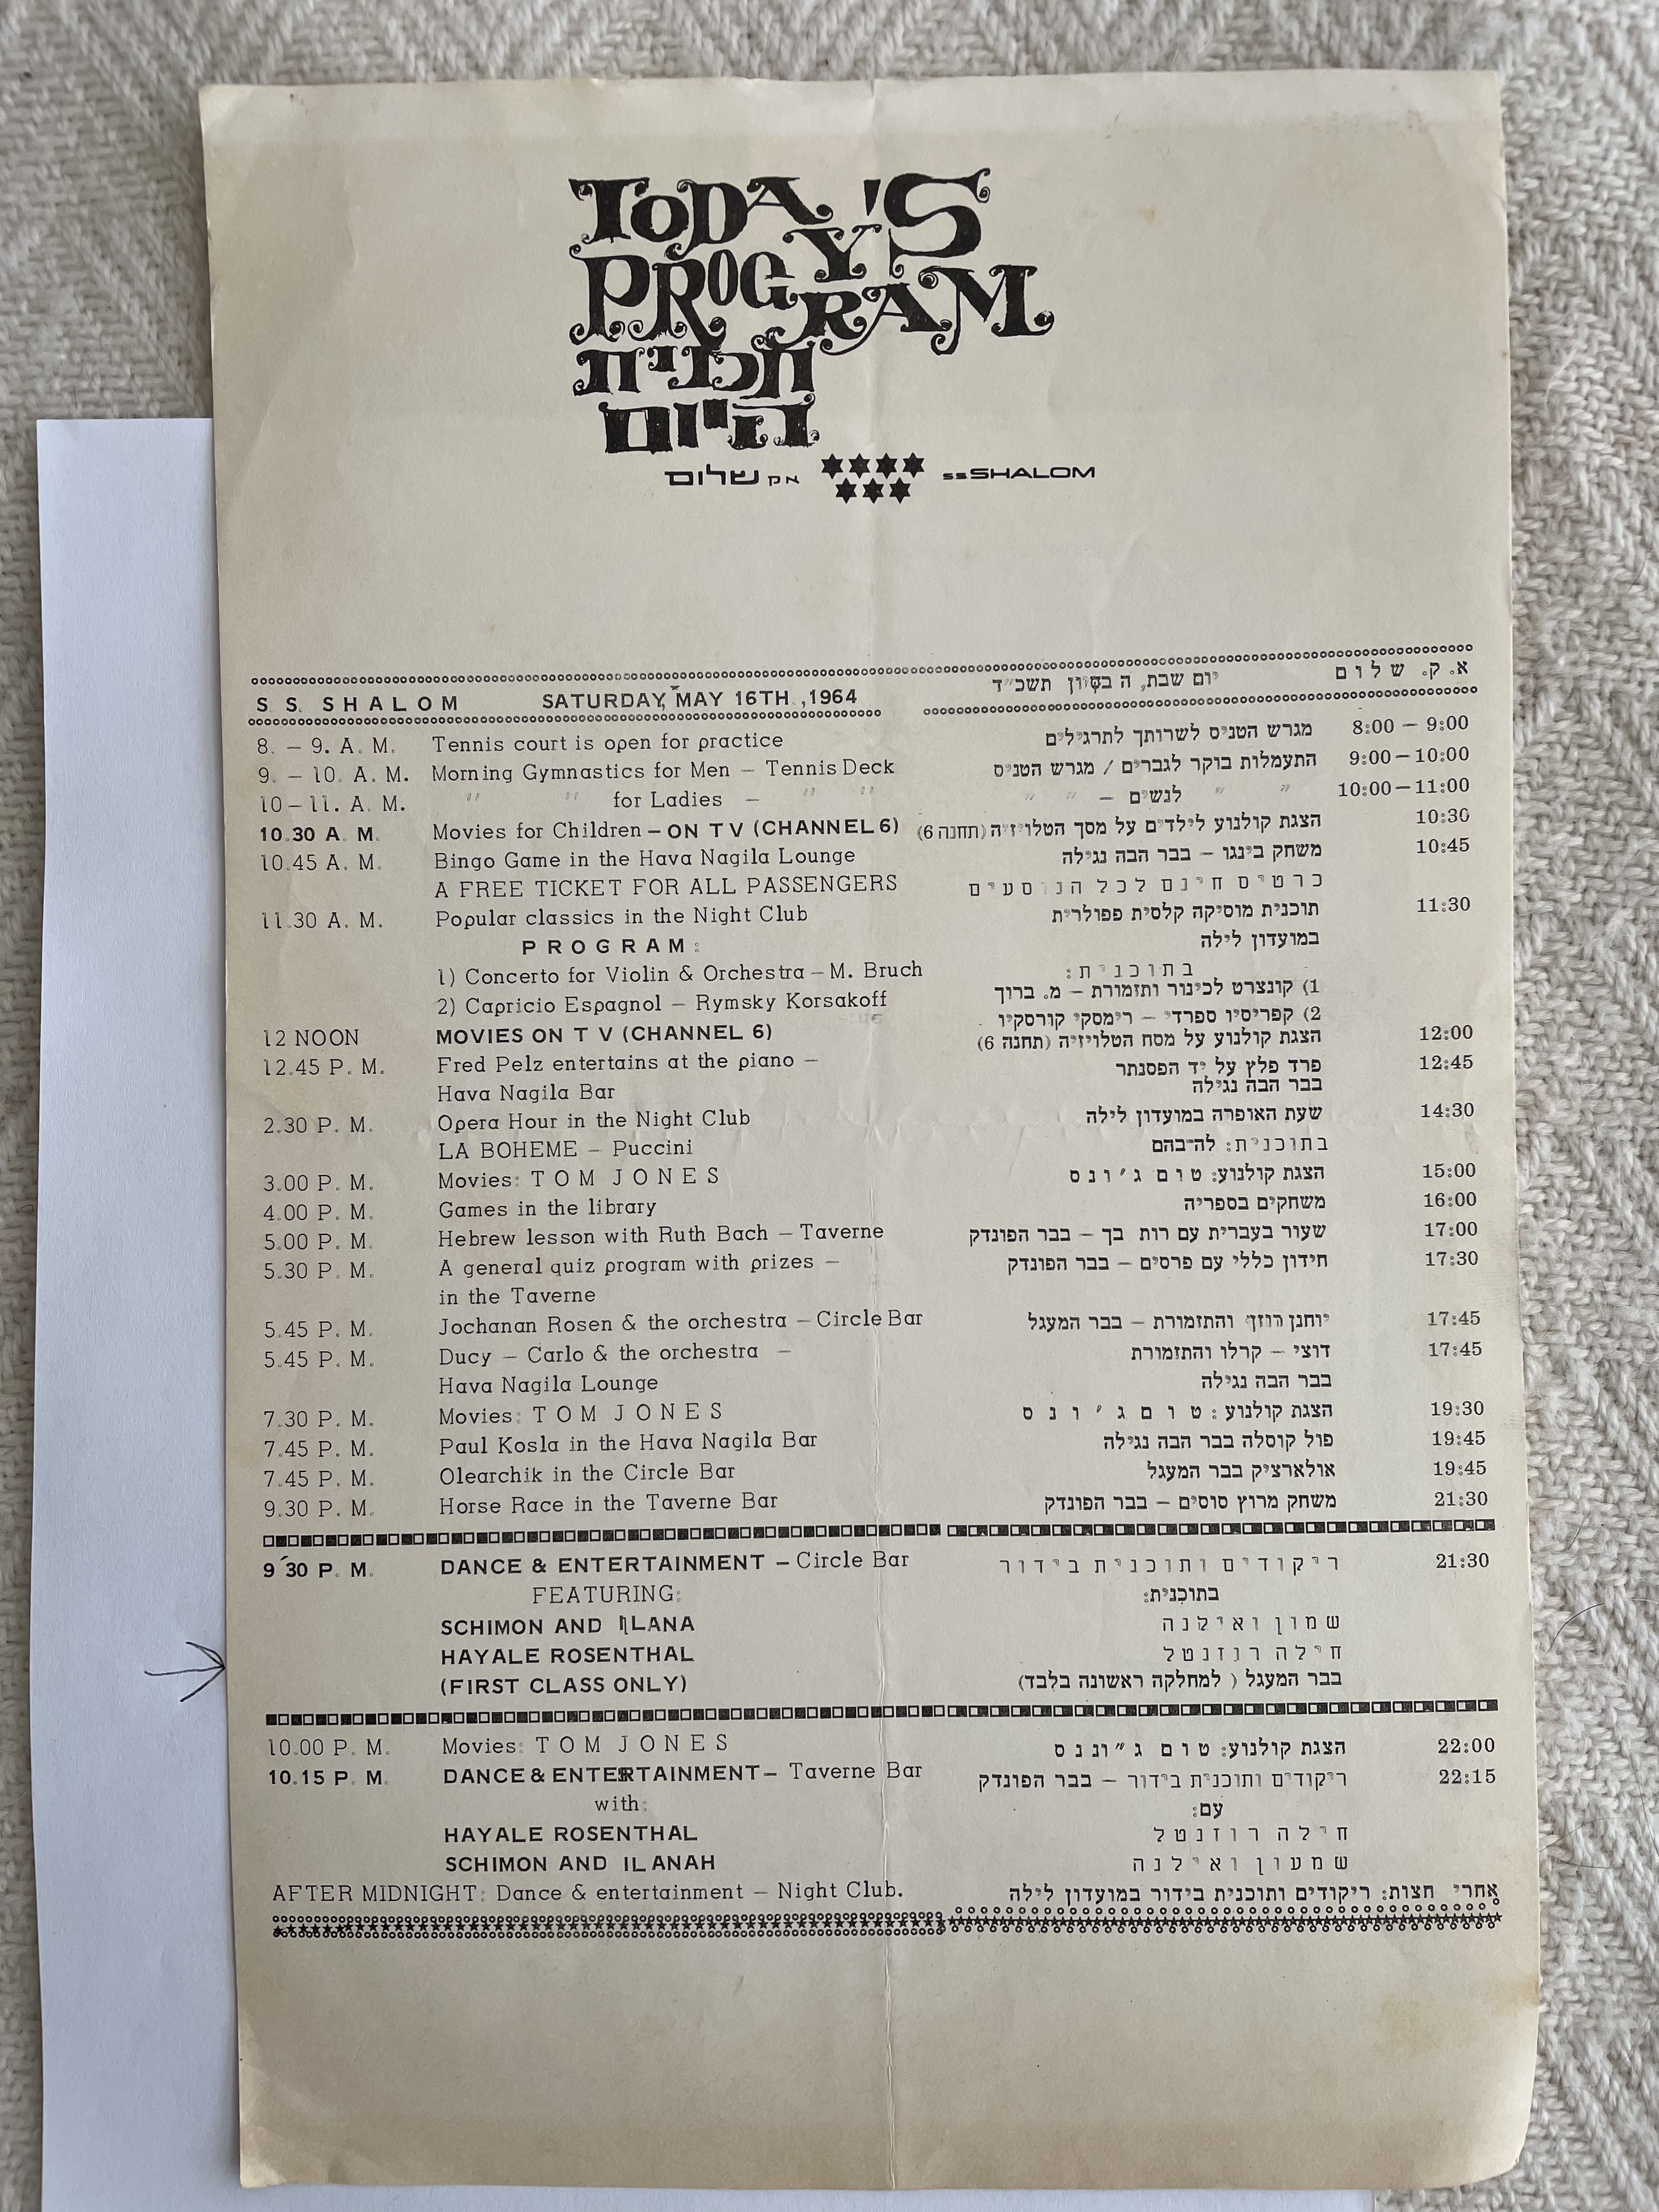 TODAY'S
PROGRAM
תכנית
היום
אק שלום ss SHALOM
S. S. SHALOM SATURDAY, MAY 16TH.,1964 יום שבת, ה בסיון תשכ"ד א. ק. שלום
8. – 9. A. M. Tennis court is open for practice מגרש הטניס לשרותך לתרגילים 8:00 – 9:00
9. – 10. A. M. Morning Gymnastics for Men – Tennis Deck התעמלות בוקר לגברים / מגרש הטניס 9:00–10:00
10–11. A. M. " " for Ladies – " " " " לנשים – " " 10:00–11:00
10.30 A. M. Movies for Children – ON T V (CHANNEL 6) הצגת קולנוע לילדים על מסך הטלויזיה (תחנה 6) 10:30
10.45 A. M. Bingo Game in the Hava Nagila Lounge משחק בינגו – בבר הבה נגילה 10:45
A FREE TICKET FOR ALL PASSENGERS כרטיס חינם לכל הנוסעים
11.30 A. M. Popular classics in the Night Club תוכנית מוסיקה קלסית פפולרית 11:30
PROGRAM: במועדון לילה
1) Concerto for Violin & Orchestra – M. Bruch בתוכנית:
1) קונצרט לכינור ותזמורת – מ. ברוך
2) Capricio Espagnol – Rymsky Korsakoff 2) קפריסיו ספרדי – רימסקי קורסקיו
12 NOON MOVIES ON T V (CHANNEL 6) הצגת קולנוע על מסח הטלויזיה (תחנה 6) 12:00
12.45 P. M. Fred Pelz entertains at the piano – פרד פלץ על יד הפסנתר 12:45
Hava Nagila Bar בבר הבה נגילה
2.30 P. M. Opera Hour in the Night Club שעת האופרה במועדון לילה 14:30
LA BOHEME – Puccini בתוכנית: לה־בהם
3.00 P. M. Movies: TOM JONES הצגת קולנוע: טום ג'ונס 15:00
4.00 P. M. Games in the library משחקים בספריה 16:00
5.00 P. M. Hebrew lesson with Ruth Bach – Taverne שעור בעברית עם רות בך – בבר הפונדק 17:00
5.30 P. M. A general quiz program with prizes – חידון כללי עם פרסים – בבר הפונדק 17:30
in the Taverne
5.45 P. M. Jochanan Rosen & the orchestra – Circle Bar יוחנן רוזן והתזמורת – בבר המעגל 17:45
5.45 P. M. Ducy – Carlo & the orchestra – דוצי – קרלו והתזמורת 17:45
Hava Nagila Lounge בבר הבה נגילה
7.30 P. M. Movies: TOM JONES הצגת קולנוע: טום ג'ונס 19:30
7.45 P. M. Paul Kosla in the Hava Nagila Bar פול קוסלה בבר הבה נגילה 19:45
7.45 P. M. Olearchik in the Circle Bar אולארציק בבר המעגל 19:45
9.30 P. M. Horse Race in the Taverne Bar משחק מרוץ סוסים – בבר הפונדק 21:30
9 30 P. M. DANCE & ENTERTAINMENT – Circle Bar ריקודים ותוכנית בידור 21:30
FEATURING: בתוכנית:
SCHIMON AND ILANA שמון ואילנה
HAYALE ROSENTHAL חילה רוזנטל
(FIRST CLASS ONLY) בבר המעגל ( למחלקה ראשונה בלבד)
10.00 P. M. Movies: TOM JONES הצגת קולנוע: טום ג"וננס 22:00
10.15 P. M. DANCE & ENTERTAINMENT – Taverne Bar ריקודים ותוכנית בידור – בבר הפונדק 22:15
with: עם:
HAYALE ROSENTHAL חילה רוזנטל
SCHIMON AND ILANAH שמעון ואילנה
AFTER MIDNIGHT: Dance & entertainment – Night Club. אחרי חצות: ריקודים ותוכנית בידור במועדון לילה